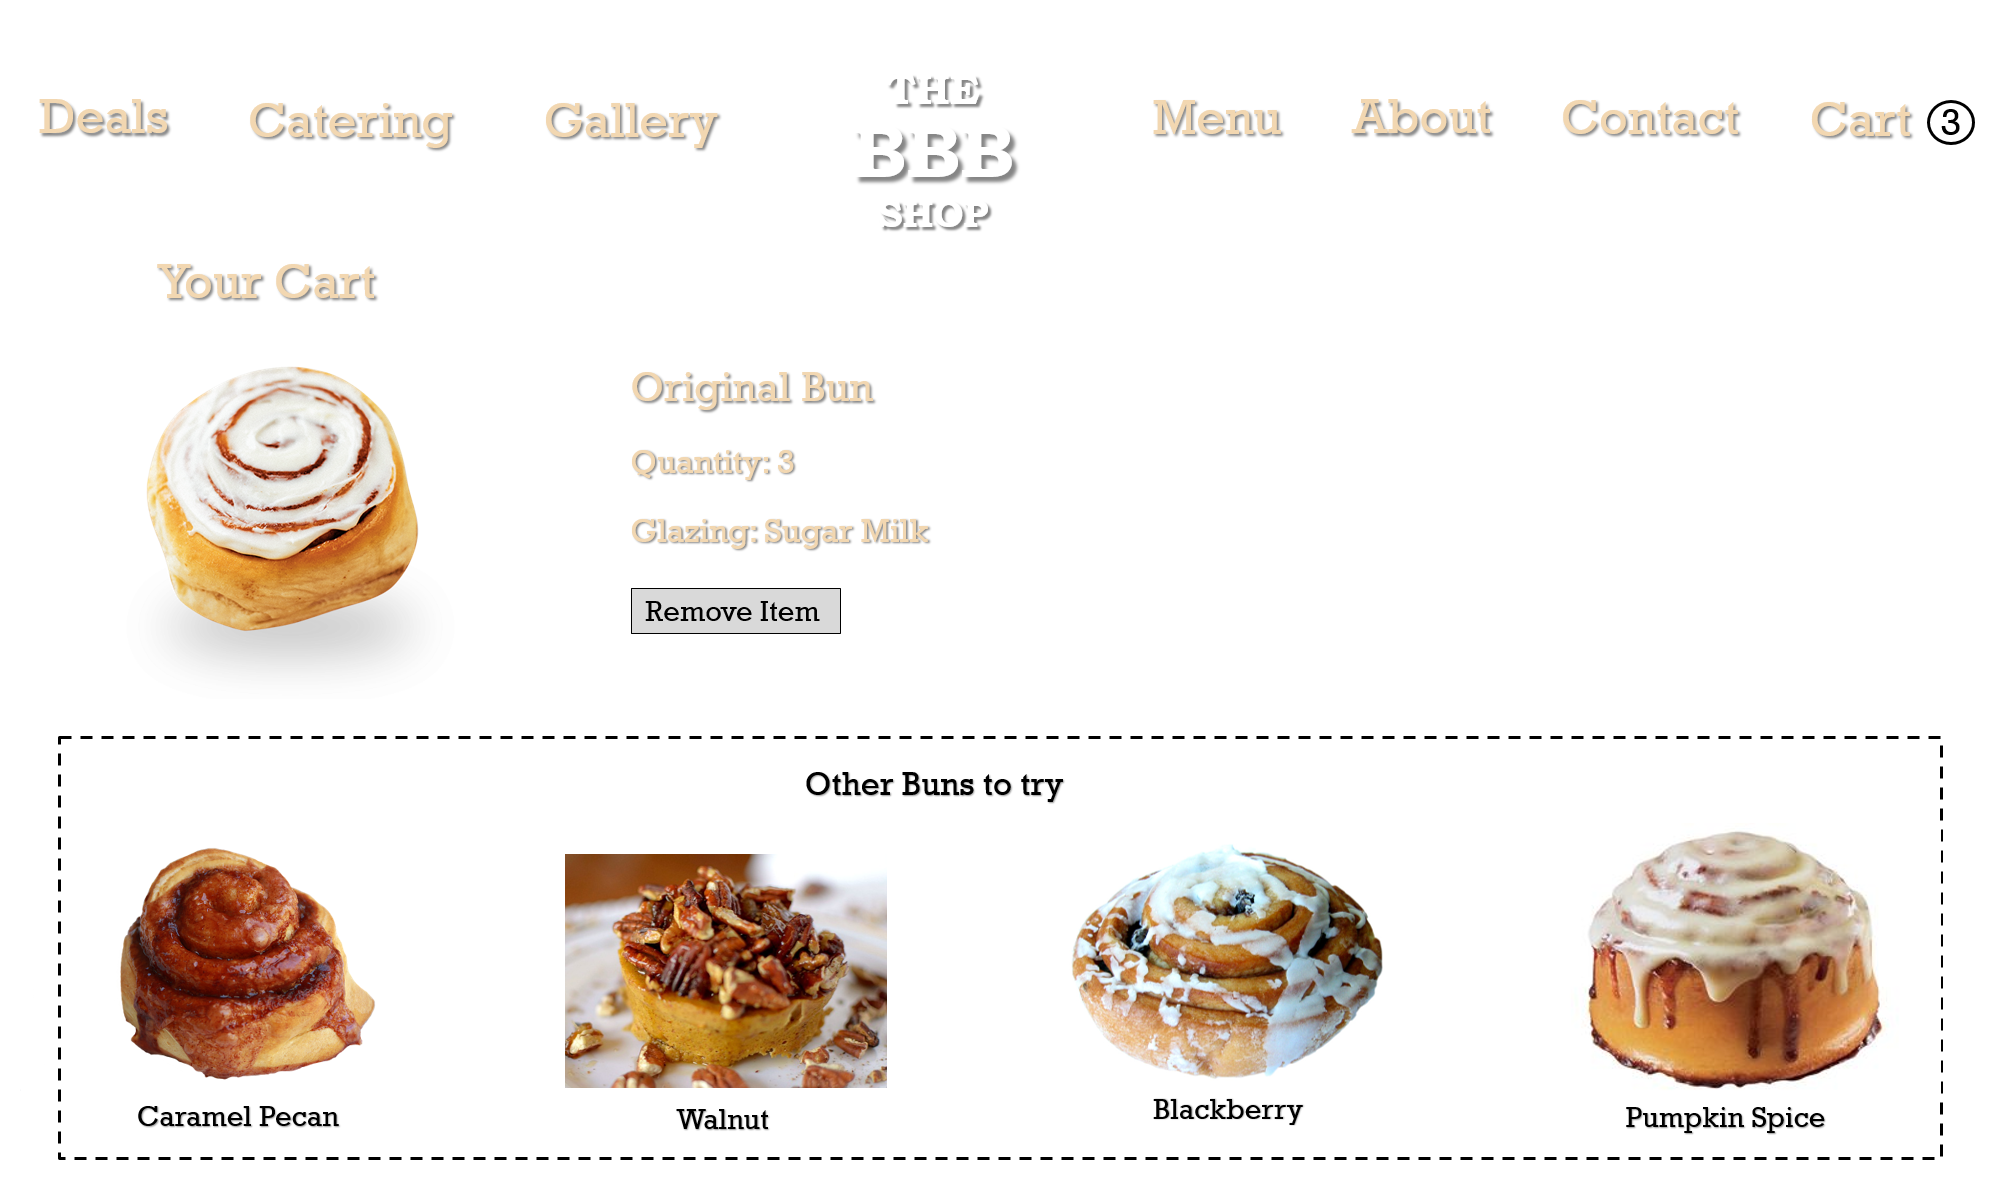 Deals
Catering
Gallery
THE
BBB
SHOP
Menu
About
Contact
Cart
3
Your Cart
Original Bun
Quantity: 3
Glazing: Sugar Milk
Remove Item
Other Buns to try
Caramel Pecan
Walnut
Blackberry
Pumpkin Spice